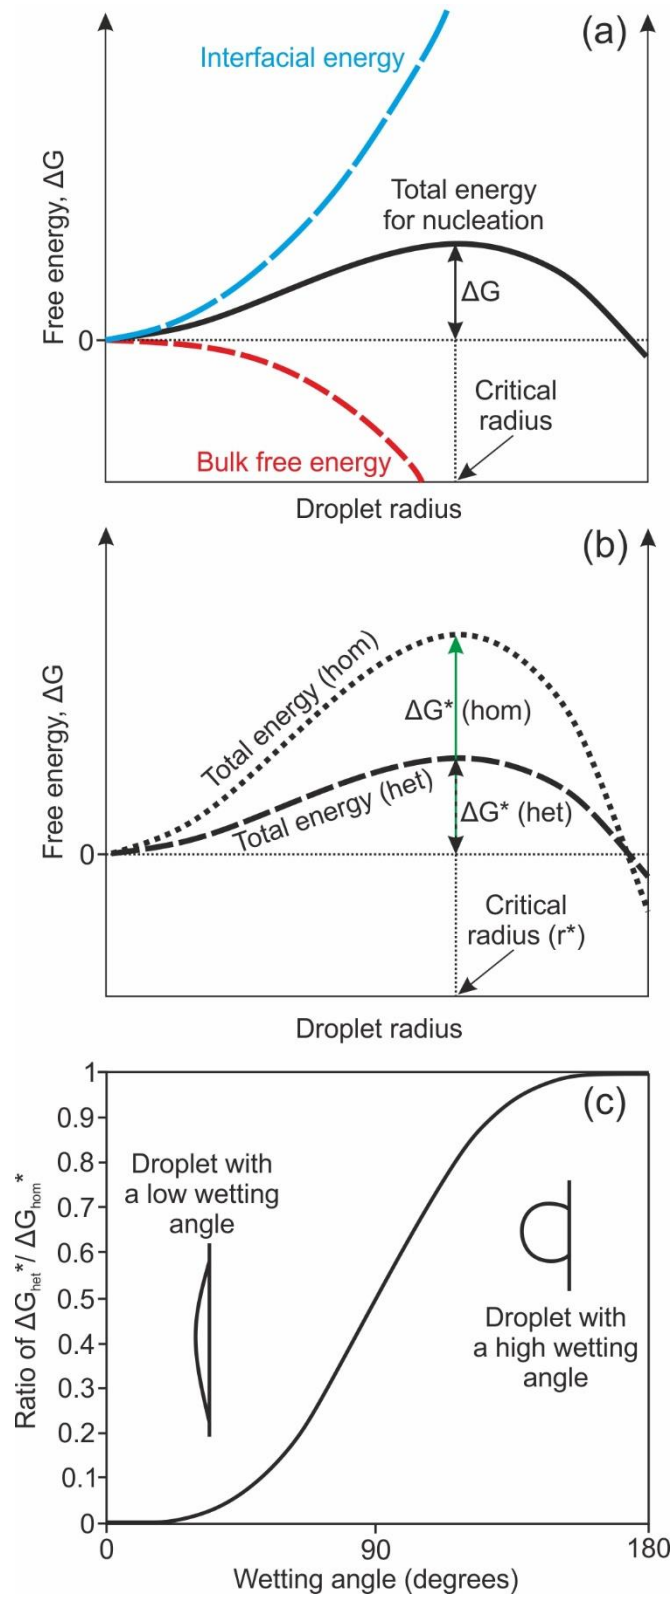 (a)
Interfacial energy
Total energy
for nucleation
Free energy, ΔG
ΔG
0
Critical
radius
Bulk free energy
Droplet radius
(b)
Total energy (hom)
ΔG* (hom)
Free energy, ΔG
Total energy (het)
ΔG* (het)
0
Critical
radius (r*)
Droplet radius
1
(c)
0.9
0.8
Droplet with
a low wetting
angle
0.7
0.6
0.5
Droplet with
a high wetting
angle
0.4
0.3
0.2
0.1
0
Ratio of ΔGhet*/ ΔGhom*
0
90
180
Wetting angle (degrees)